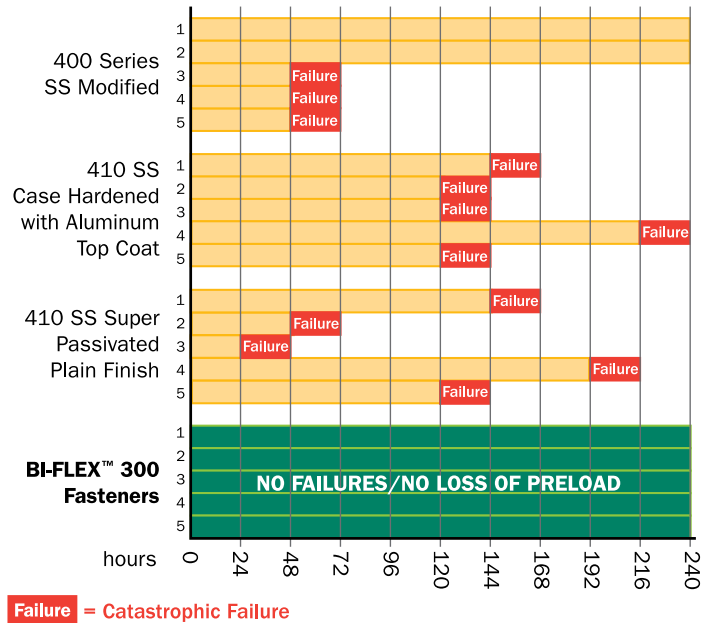 400 Series
SS Modified
1
2
3 Failure
4 Failure
5 Failure
410 SS
Case Hardened
with Aluminum
Top Coat
1 Failure
2 Failure
3 Failure
4 Failure
5 Failure
410 SS Super
Passivated
Plain Finish
1 Failure
2 Failure
3 Failure
4 Failure
5 Failure
BI-FLEX™ 300
Fasteners
1
2
3 NO FAILURES/NO LOSS OF PRELOAD
4
5
hours 0 24 48 72 96 120 144 168 192 216 240
Failure = Catastrophic Failure